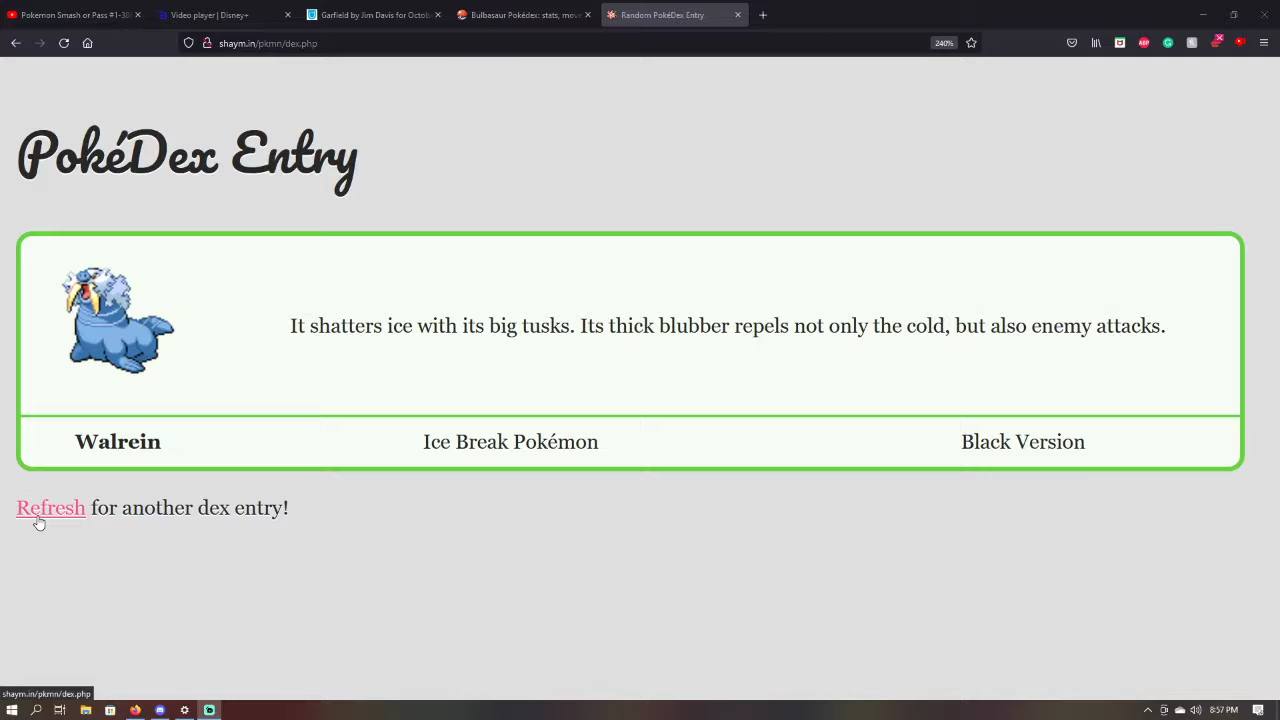 Pokemon Smash or Pass #1-38
Video player | Disney+
Garfield by Jim Davis for Octob
Bulbasaur Pokédex: stats, mov
Random PokéDex Entry
shaym.in/pkmn/dex.php
240%
PokéDex Entry
It shatters ice with its big tusks. Its thick blubber repels not only the cold, but also enemy attacks.
Walrein
Ice Break Pokémon
Black Version
Refresh for another dex entry!
shaym.in/pkmn/dex.php
8:57 PM